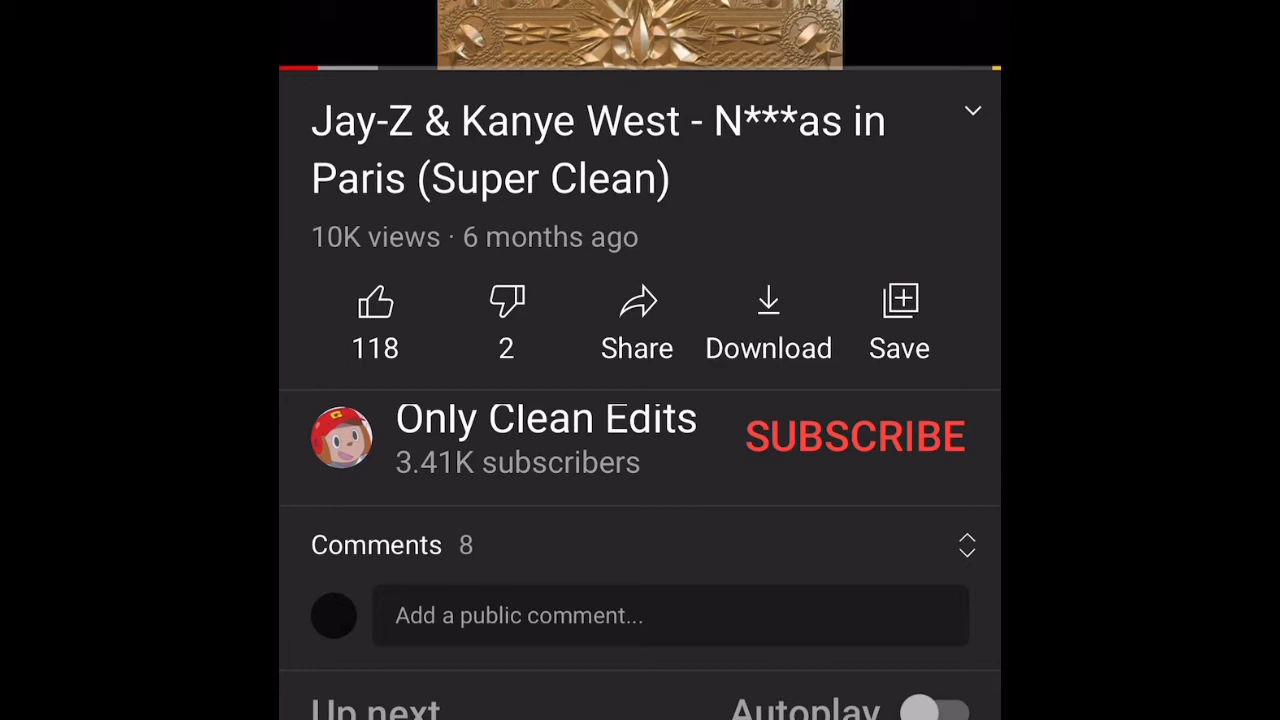 Jay-Z & Kanye West - N***as in
Paris (Super Clean)
10K views · 6 months ago
118
2
Share
Download
Save
Only Clean Edits
SUBSCRIBE
3.41K subscribers
Comments 8
Add a public comment...
Up next
Autoplay